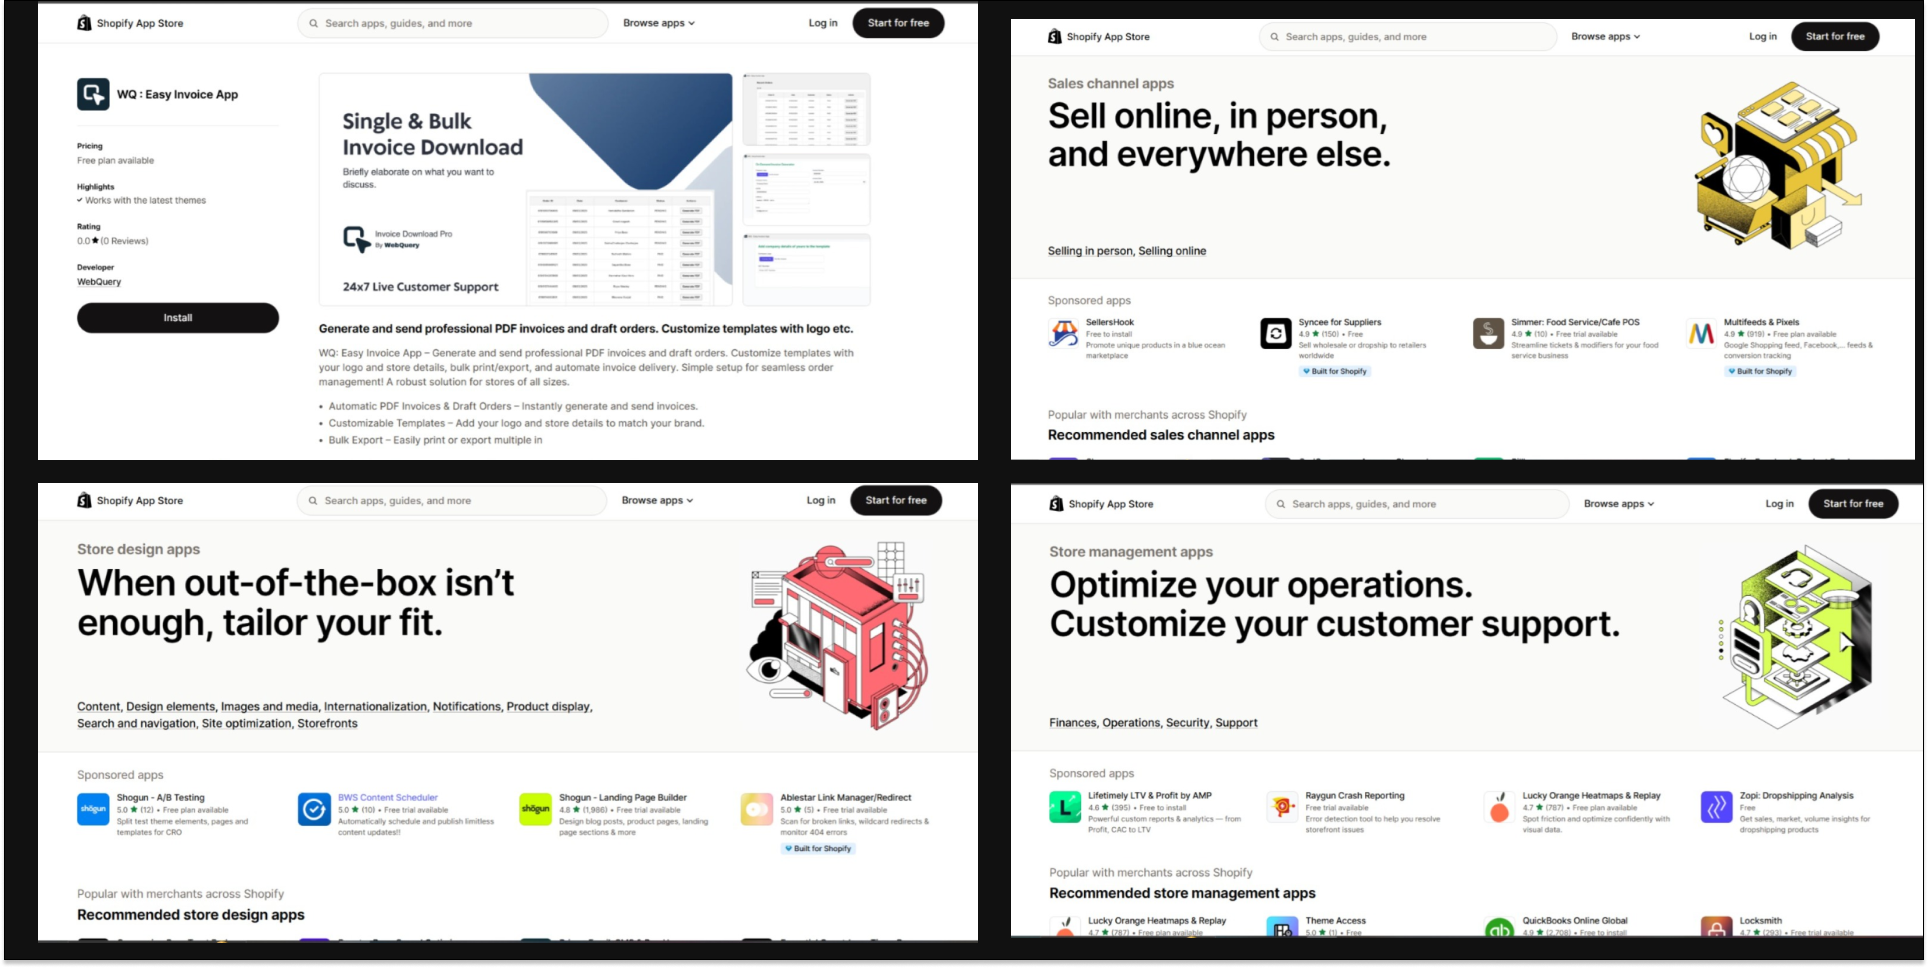 Shopify App Store
Search apps, guides, and more
Browse apps
Log in
Start for free
WQ : Easy Invoice App
Pricing
Free plan available
Highlights
Works with the latest themes
Rating
0.0★ (0 Reviews)
Developer
WebQuery
Install
Single & Bulk
Invoice Download
Briefly elaborate on what you want to
discuss.
Invoice Download Pro
By WebQuery
24x7 Live Customer Support
Generate and send professional PDF invoices and draft orders. Customize templates with logo etc.
WQ: Easy Invoice App – Generate and send professional PDF invoices and draft orders. Customize templates with
your logo and store details, bulk print/export, and automate invoice delivery. Simple setup for seamless order
management! A robust solution for stores of all sizes.
• Automatic PDF Invoices & Draft Orders – Instantly generate and send invoices.
• Customizable Templates – Add your logo and store details to match your brand.
• Bulk Export – Easily print or export multiple in
Shopify App Store
Search apps, guides, and more
Browse apps
Log in
Start for free
Sales channel apps
Sell online, in person,
and everywhere else.
Selling in person, Selling online
Sponsored apps
SellersHook
Free to install
Promote unique products in a blue ocean
marketplace
Syncee for Suppliers
4.9 ★ (150) • Free
Sell wholesale or dropship to retailers
worldwide
Built for Shopify
Simmer: Food Service/Cafe POS
4.9 ★ (10) • Free trial available
Streamline tickets & modifiers for your food
service business
Multifeeds & Pixels
4.9 ★ (919) • Free plan available
Google Shopping feed, Facebook,... feeds &
conversion tracking
Built for Shopify
Popular with merchants across Shopify
Recommended sales channel apps
Shopify App Store
Search apps, guides, and more
Browse apps
Log in
Start for free
Store design apps
When out-of-the-box isn't
enough, tailor your fit.
Content, Design elements, Images and media, Internationalization, Notifications, Product display,
Search and navigation, Site optimization, Storefronts
Sponsored apps
shōgun
Shogun - A/B Testing
5.0 ★ (12) • Free plan available
Split test theme elements, pages and
templates for CRO
BWS Content Scheduler
5.0 ★ (10) • Free trial available
Automatically schedule and publish limitless
content updates!!
shōgun
Shogun - Landing Page Builder
4.8 ★ (1,986) • Free trial available
Design blog posts, product pages, landing
page sections & more
Ablestar Link Manager/Redirect
5.0 ★ (5) • Free trial available
Scan for broken links, wildcard redirects &
monitor 404 errors
Built for Shopify
Popular with merchants across Shopify
Recommended store design apps
Shopify App Store
Search apps, guides, and more
Browse apps
Log in
Start for free
Store management apps
Optimize your operations.
Customize your customer support.
Finances, Operations, Security, Support
Sponsored apps
Lifetimely LTV & Profit by AMP
4.6 ★ (395) • Free to install
Powerful custom reports & analytics — from
Profit, CAC to LTV
Raygun Crash Reporting
Free trial available
Error detection tool to help you resolve
storefront issues
Lucky Orange Heatmaps & Replay
4.7 ★ (787) • Free plan available
Spot friction and optimize confidently with
visual data.
Zopi: Dropshipping Analysis
Free
Get sales, market, volume insights for
dropshipping products
Popular with merchants across Shopify
Recommended store management apps
Lucky Orange Heatmaps & Replay
4.7 ★ (787) • Free plan available
Theme Access
5.0 ★ (1) • Free
qb
QuickBooks Online Global
4.9 ★ (2,708) • Free to install
Locksmith
4.7 ★ (293) • Free trial available